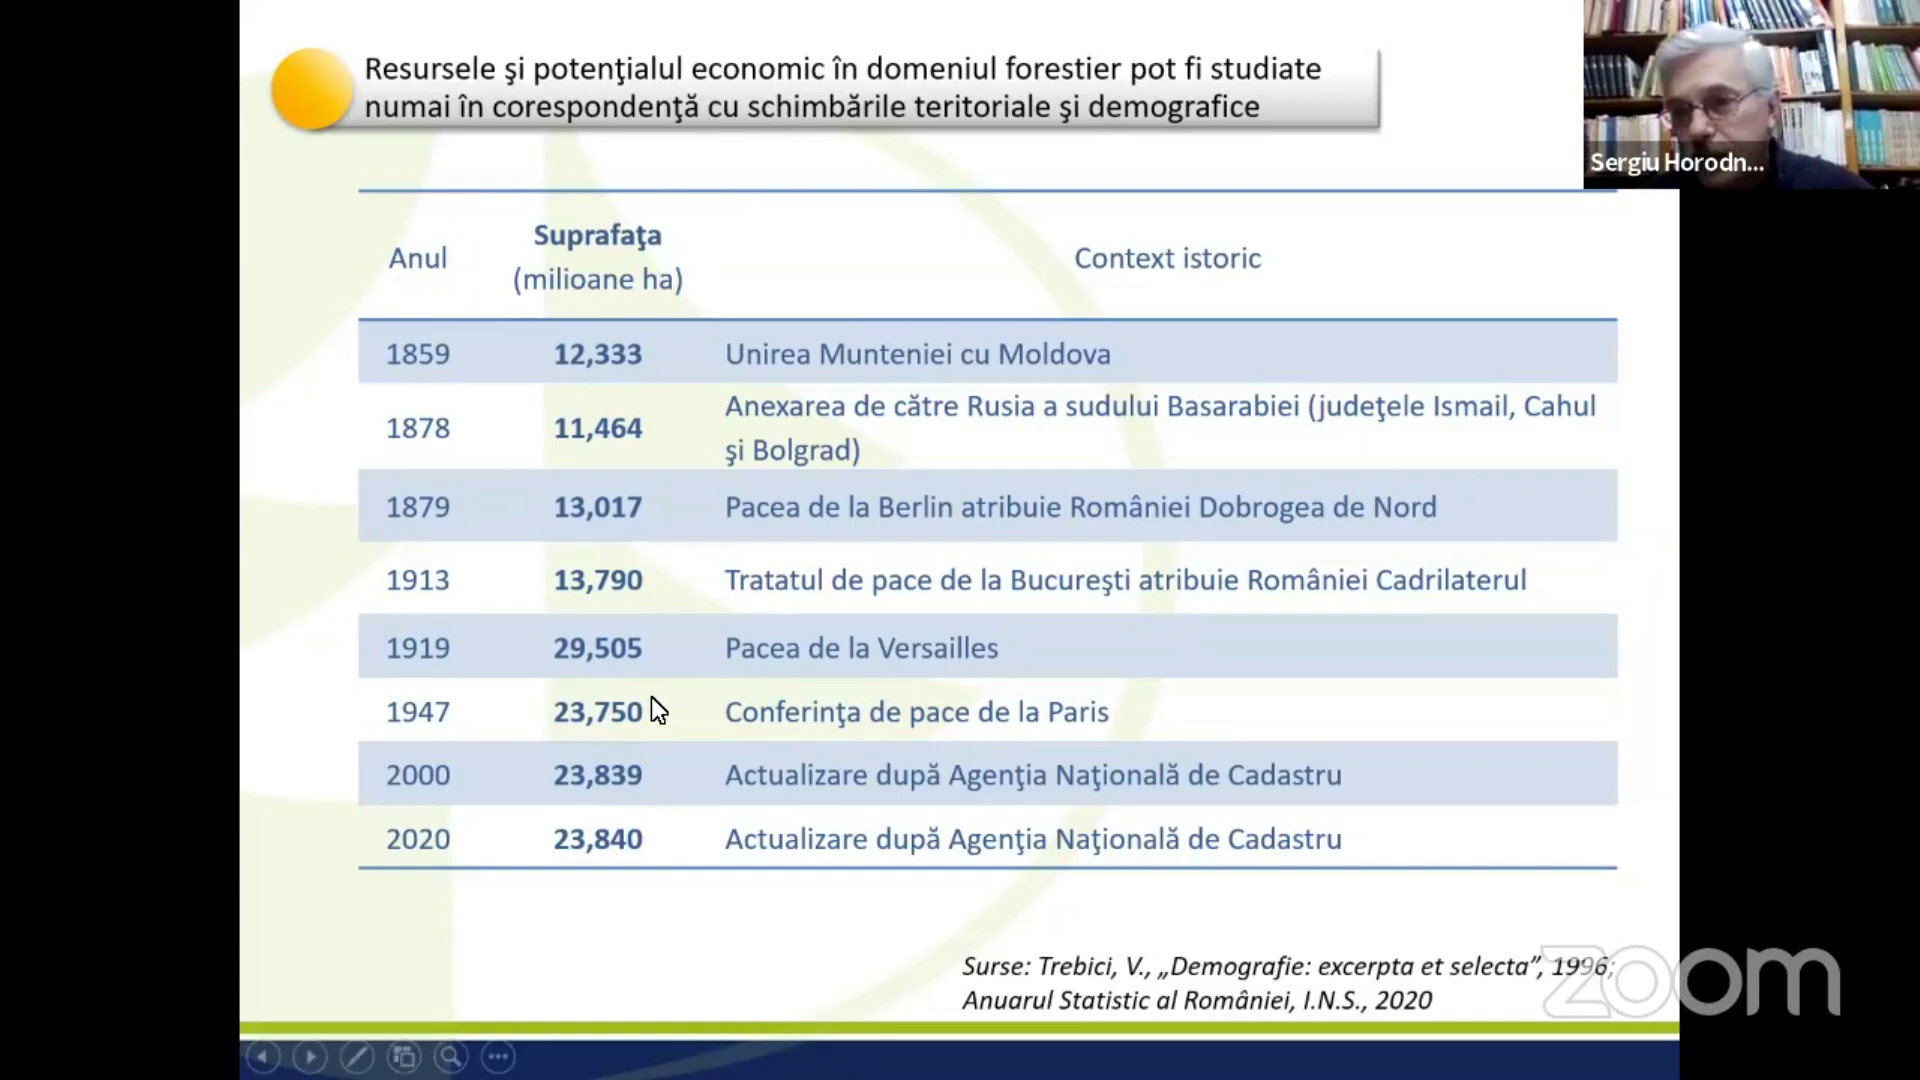 Resursele şi potenţialul economic în domeniul forestier pot fi studiate
numai în corespondenţă cu schimbările teritoriale şi demografice
Sergiu Horodn...
Anul
Suprafaţa
(milioane ha)
Context istoric
1859 12,333 Unirea Munteniei cu Moldova
1878 11,464 Anexarea de către Rusia a sudului Basarabiei (judeţele Ismail, Cahul
şi Bolgrad)
1879 13,017 Pacea de la Berlin atribuie României Dobrogea de Nord
1913 13,790 Tratatul de pace de la Bucureşti atribuie României Cadrilaterul
1919 29,505 Pacea de la Versailles
1947 23,750 Conferinţa de pace de la Paris
2000 23,839 Actualizare după Agenţia Naţională de Cadastru
2020 23,840 Actualizare după Agenţia Naţională de Cadastru
Surse: Trebici, V., „Demografie: excerpta et selecta”, 1996;
Anuarul Statistic al României, I.N.S., 2020
zoom